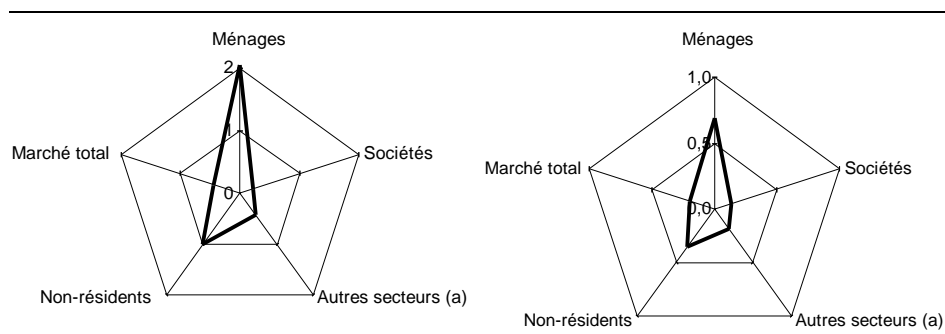 Ménages
2
1
0
Marché total
Sociétés
Non-résidents
Autres secteurs (a)
Ménages
1,0
0,5
0,0
Marché total
Sociétés
Non-résidents
Autres secteurs (a)